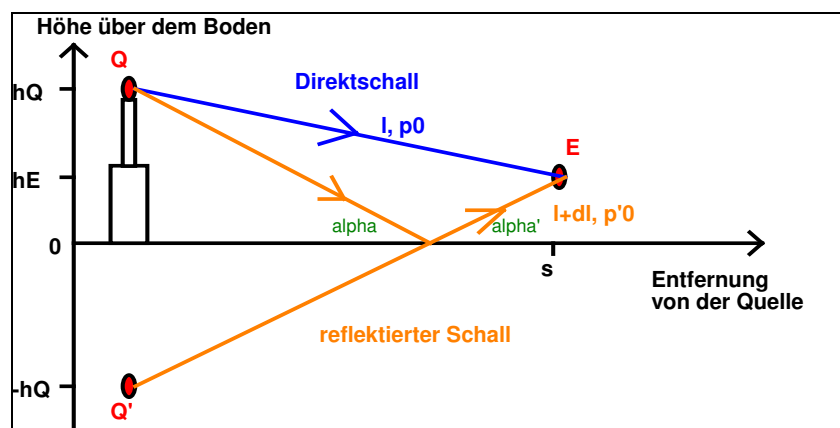 Höhe über dem Boden
Q
hQ
Direktschall
l, p0
E
hE
l+dl, p'0
alpha
alpha'
0
s
Entfernung
von der Quelle
reflektierter Schall
-hQ
Q'